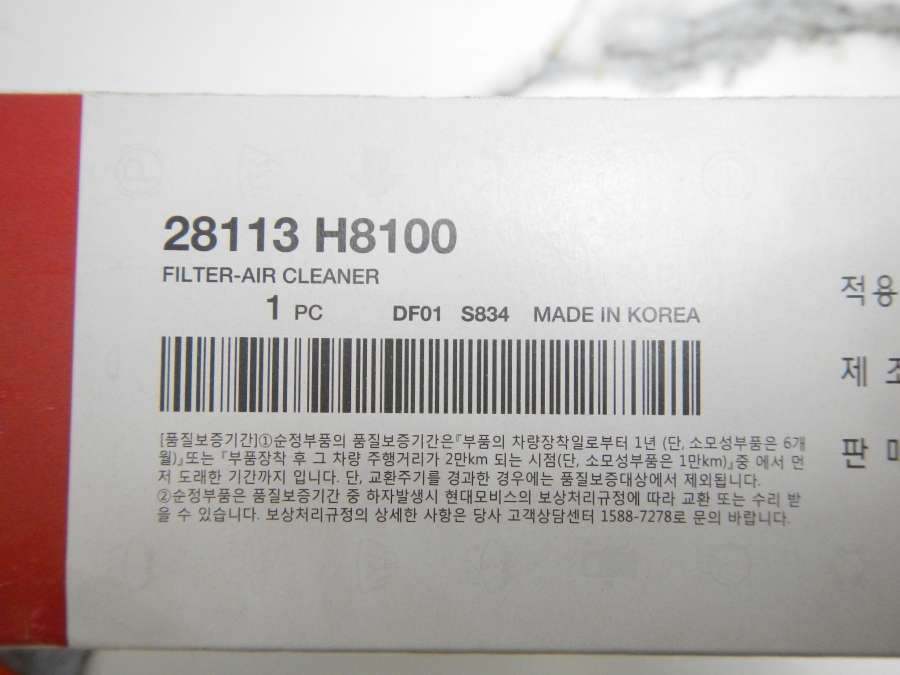 28113 H8100
FILTER-AIR CLEANER
1 PC DF01 S834 MADE IN KOREA
적용
제 조
판 매
[품질보증기간]①순정부품의 품질보증기간은『부품의 차량장착일로부터 1년 (단, 소모성부품은 6개
월)』또는 『부품장착 후 그 차량 주행거리가 2만km 되는 시점(단, 소모성부품은 1만km)』중 에서 먼
저 도래한 기간까지 입니다. 단, 교환주기를 경과한 경우에는 품질보증대상에서 제외됩니다.
②순정부품은 품질보증기간 중 하자발생시 현대모비스의 보상처리규정에 따라 교환 또는 수리 받
을 수 있습니다. 보상처리규정의 상세한 사항은 당사 고객상담센터 1588-7278로 문의 바랍니다.